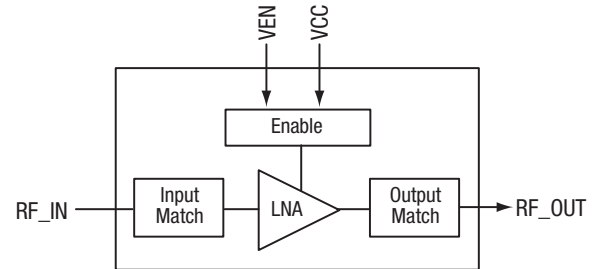 VEN
VCC
Enable
RF_IN
Input
Match
LNA
Output
Match
RF_OUT